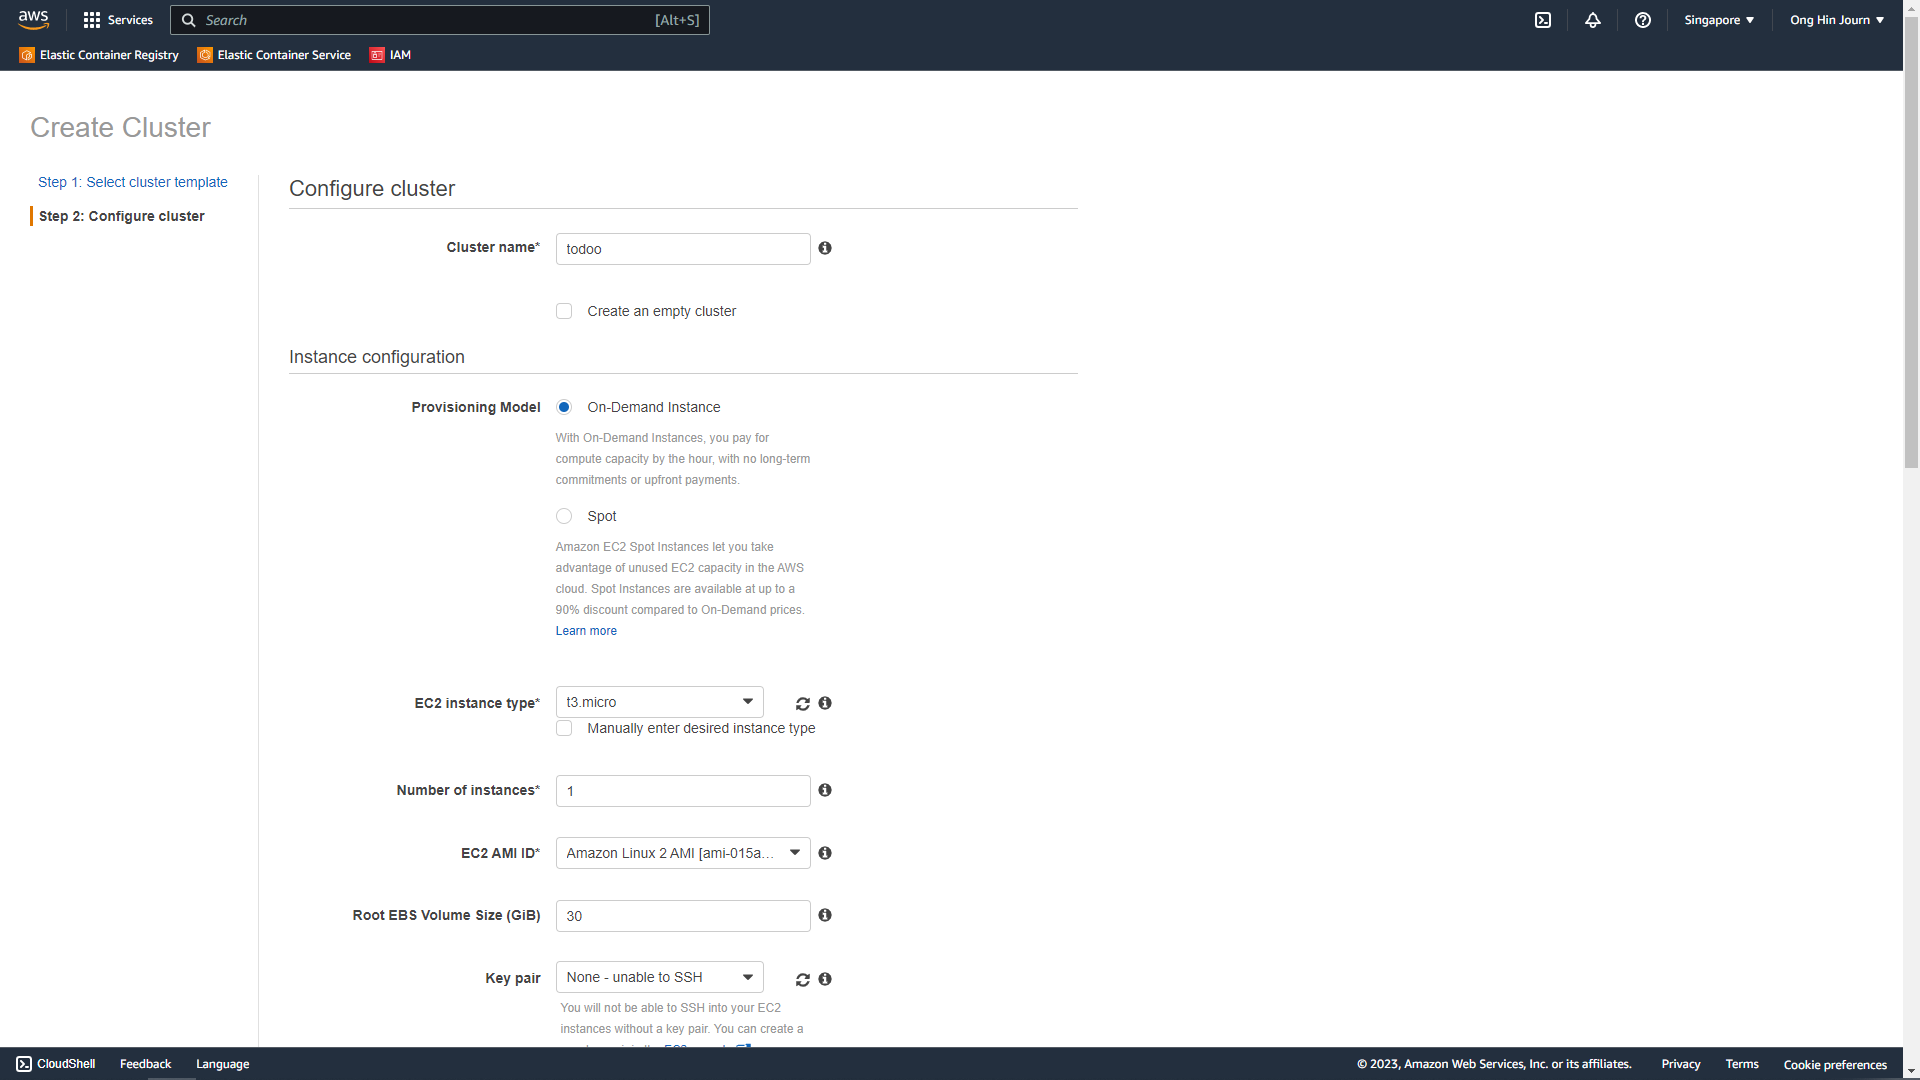 aws
Services
Search
[Alt+S]
Singapore
Ong Hin Journ
Elastic Container Registry
Elastic Container Service
IAM
Create Cluster
Step 1: Select cluster template
Step 2: Configure cluster
Configure cluster
Cluster name*
todoo
Create an empty cluster
Instance configuration
Provisioning Model
On-Demand Instance
With On-Demand Instances, you pay for
compute capacity by the hour, with no long-term
commitments or upfront payments.
Spot
Amazon EC2 Spot Instances let you take
advantage of unused EC2 capacity in the AWS
cloud. Spot Instances are available at up to a
90% discount compared to On-Demand prices.
Learn more
EC2 instance type*
t3.micro
Manually enter desired instance type
Number of instances*
1
EC2 AMI ID*
Amazon Linux 2 AMI [ami-015a...
Root EBS Volume Size (GiB)
30
Key pair
None - unable to SSH
You will not be able to SSH into your EC2
instances without a key pair. You can create a
CloudShell
Feedback
Language
© 2023, Amazon Web Services, Inc. or its affiliates.
Privacy
Terms
Cookie preferences